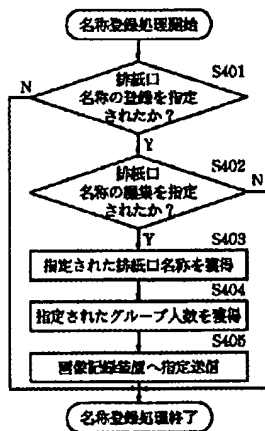 名称登録処理開始
S401
N
排紙口
名称の登録を指定
されたか？
Y
S402
排紙口
名称の編集を指定
されたか？
N
Y
S403
指定された排紙口名称を獲得
S404
指定されたグループ人数を獲得
S405
画像記録装置へ指定送信
名称登録処理終了